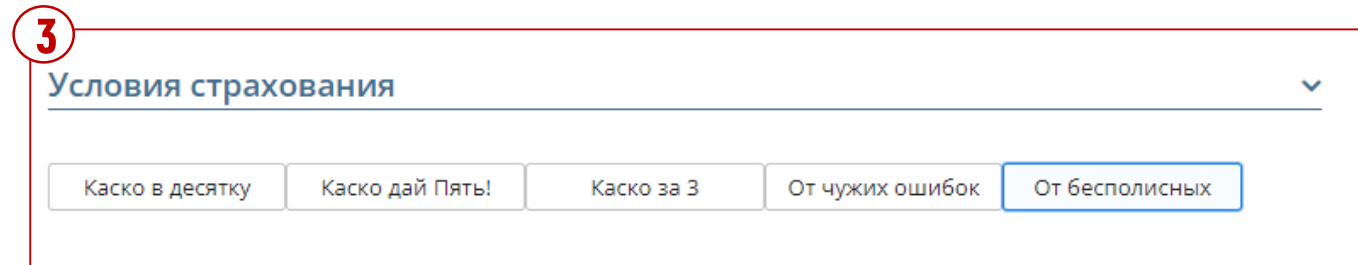 3
Условия страхования
Каско в десятку Каско дай Пять! Каско за 3 От чужих ошибок От бесполисных